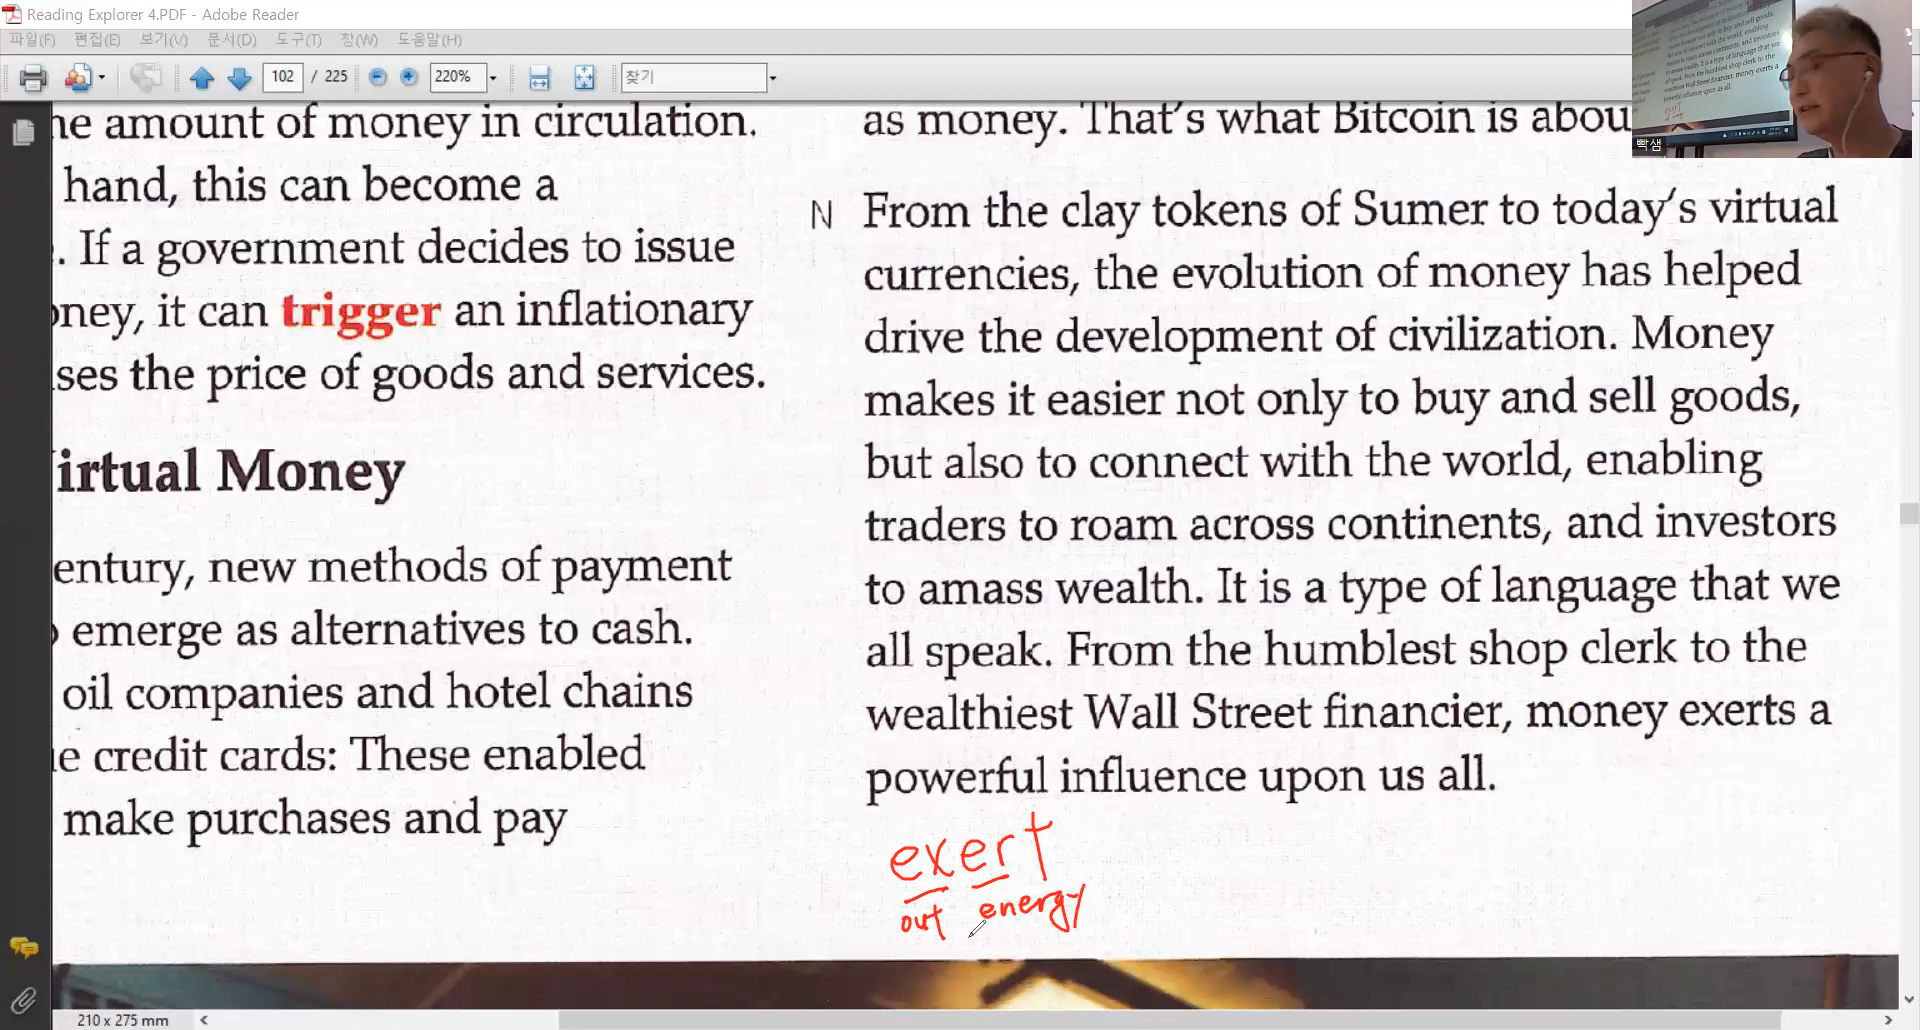 Reading Explorer 4.PDF - Adobe Reader
파일(F) 편집(E) 보기(V) 문서(D) 도구(T) 창(W) 도움말(H)
102 / 225 220% 찾기
빡샘
amount of money in circulation.
hand, this can become a
. If a government decides to issue
, it can trigger an inflationary
the price of goods and services.
Money
, new methods of payment
emerge as alternatives to cash.
oil companies and hotel chains
credit cards: These enabled
make purchases and pay
as money. That's what Bitcoin is
N From the clay tokens of Sumer to today's virtual
currencies, the evolution of money has helped
drive the development of civilization. Money
makes it easier not only to buy and sell goods,
but also to connect with the world, enabling
traders to roam across continents, and investors
to amass wealth. It is a type of language that we
all speak. From the humblest shop clerk to the
wealthiest Wall Street financier, money exerts a
powerful influence upon us all.
exert
out energy
210 x 275 mm